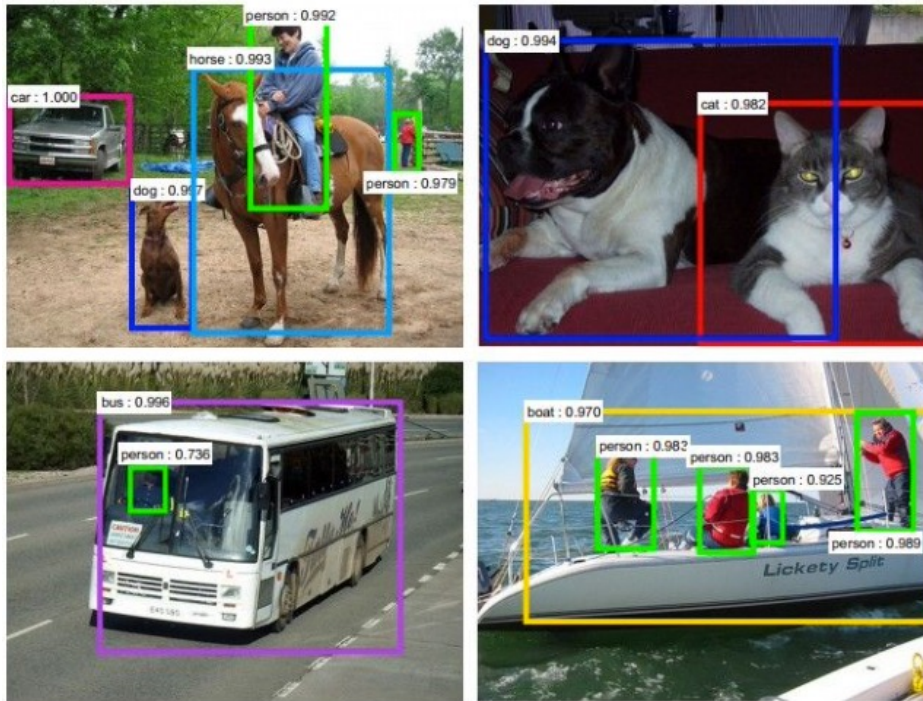 person : 0.992
horse : 0.993
car : 1.000
person : 0.979
dog : 0.997
dog : 0.994
cat : 0.982
bus : 0.996
person : 0.736
CAUTION
boat : 0.970
person : 0.983
person : 0.983
person : 0.925
person : 0.989
Lickety Split